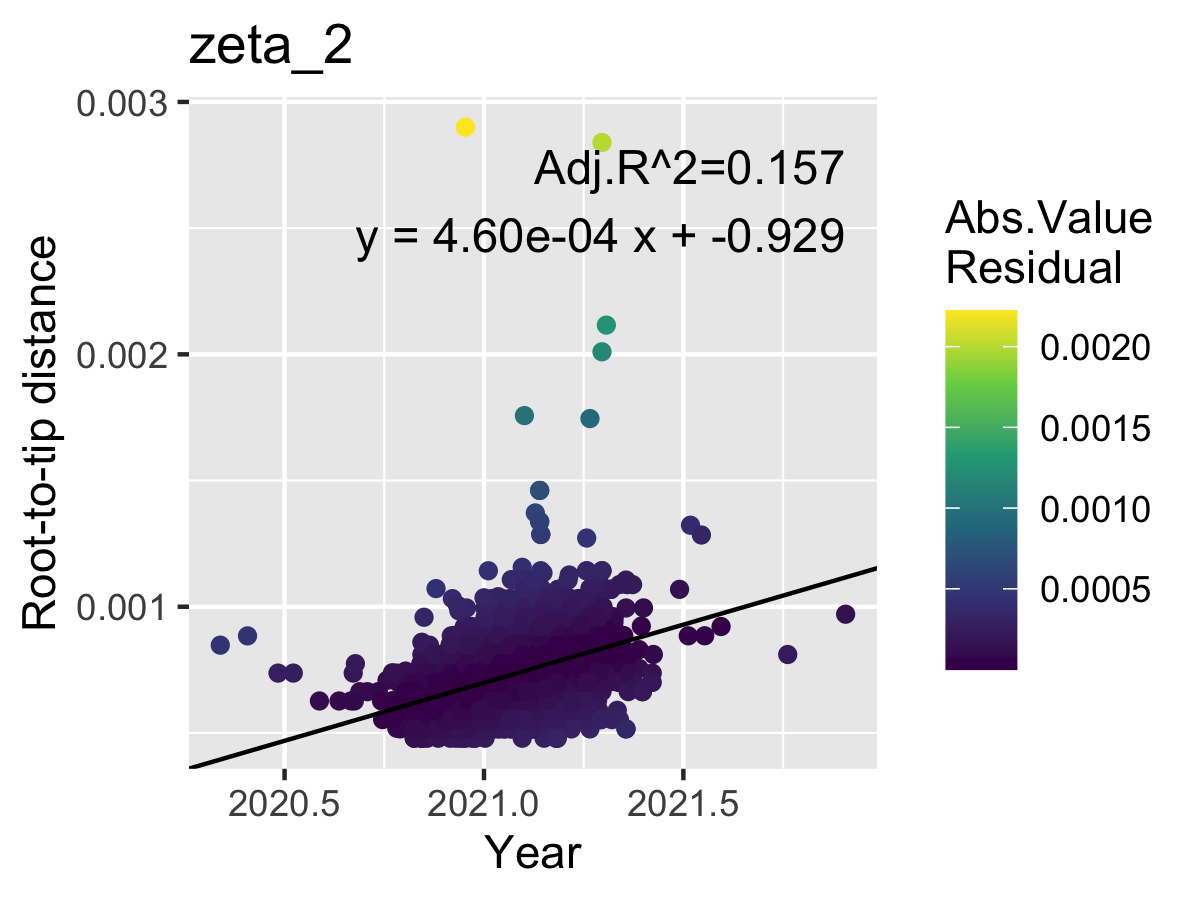 zeta_2
0.003
0.002
0.001
Root-to-tip distance
Adj.R^2=0.157
y = 4.60e-04 x + -0.929
2020.5 2021.0 2021.5
Year
Abs.Value
Residual
0.0020
0.0015
0.0010
0.0005